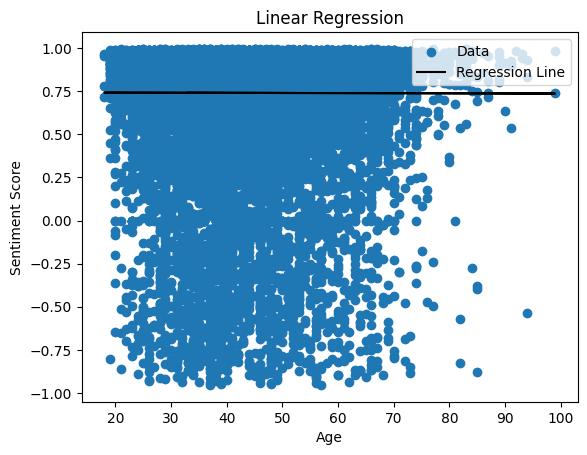 Linear Regression
Data
Regression Line
1.00
0.75
0.50
0.25
0.00
−0.25
−0.50
−0.75
−1.00
Sentiment Score
20 30 40 50 60 70 80 90 100
Age